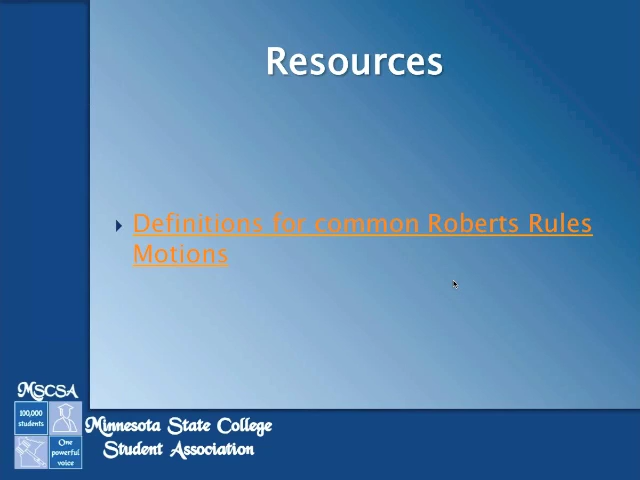 Resources
Definitions for common Roberts Rules
Motions
MSCSA
100,000
students
One
powerful
voice
Minnesota State College
Student Association